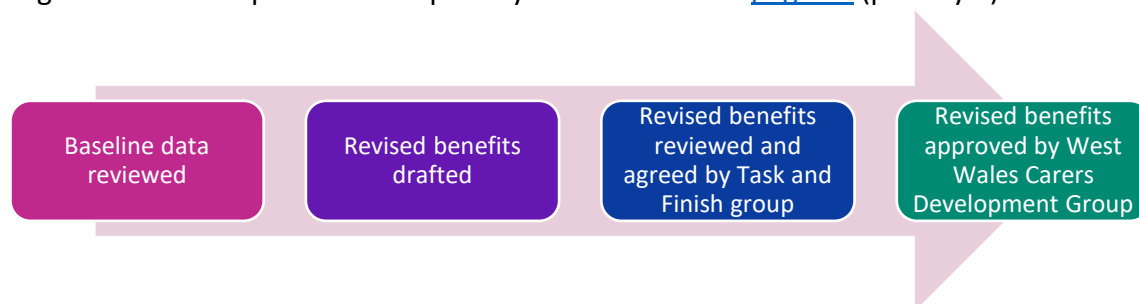 Baseline data
reviewed
Revised benefits
drafted
Revised benefits
reviewed and
agreed by Task and
Finish group
Revised benefits
approved by West
Wales Carers
Development Group